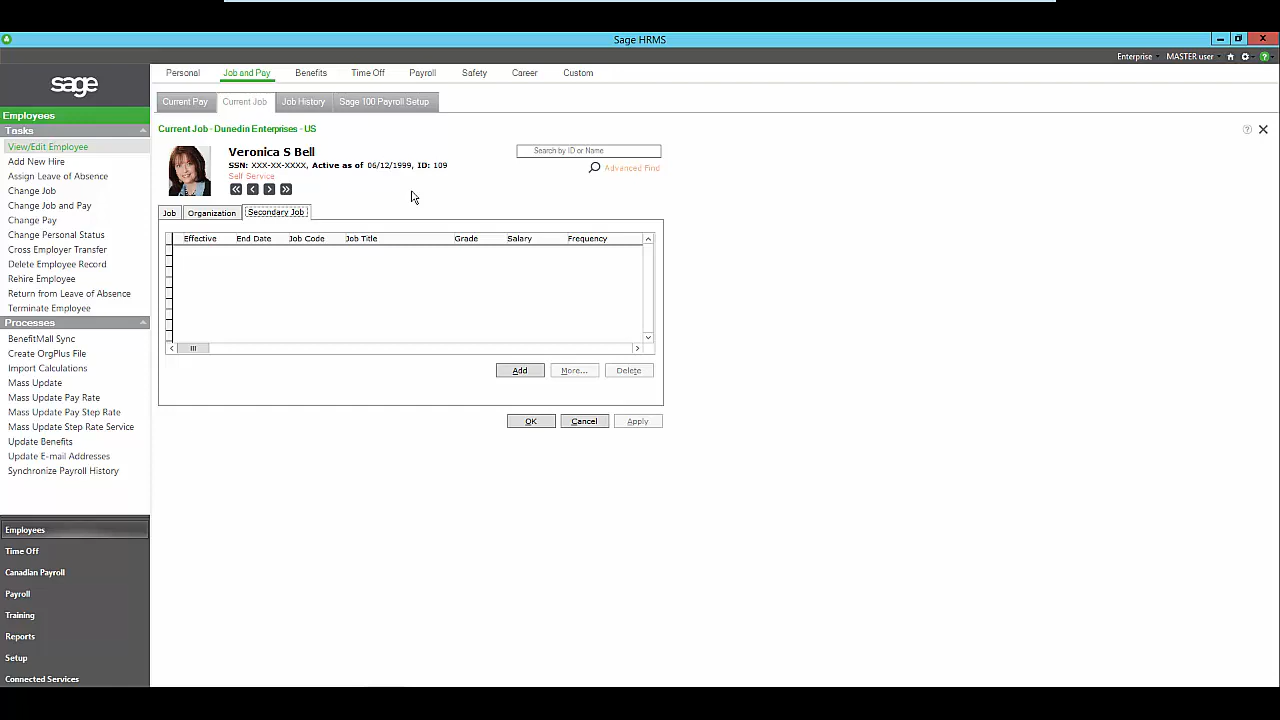 Sage HRMS
Enterprise
MASTER user
sage
Personal
Job and Pay
Benefits
Time Off
Payroll
Safety
Career
Custom
Current Pay
Current Job
Job History
Sage 100 Payroll Setup
Employees
Tasks
View/Edit Employee
Add New Hire
Assign Leave of Absence
Change Job
Change Job and Pay
Change Pay
Change Personal Status
Cross Employer Transfer
Delete Employee Record
Rehire Employee
Return from Leave of Absence
Terminate Employee
Processes
BenefitMall Sync
Create OrgPlus File
Import Calculations
Mass Update
Mass Update Pay Rate
Mass Update Pay Step Rate
Mass Update Step Rate Service
Update Benefits
Update E-mail Addresses
Synchronize Payroll History
Employees
Time Off
Canadian Payroll
Payroll
Training
Reports
Setup
Connected Services
Current Job - Dunedin Enterprises - US
Veronica S Bell
SSN: XXX-XX-XXXX, Active as of 06/12/1999, ID: 109
Self Service
Search by ID or Name
Advanced Find
Job
Organization
Secondary Job
Effective
End Date
Job Code
Job Title
Grade
Salary
Frequency
Add
More...
Delete
OK
Cancel
Apply